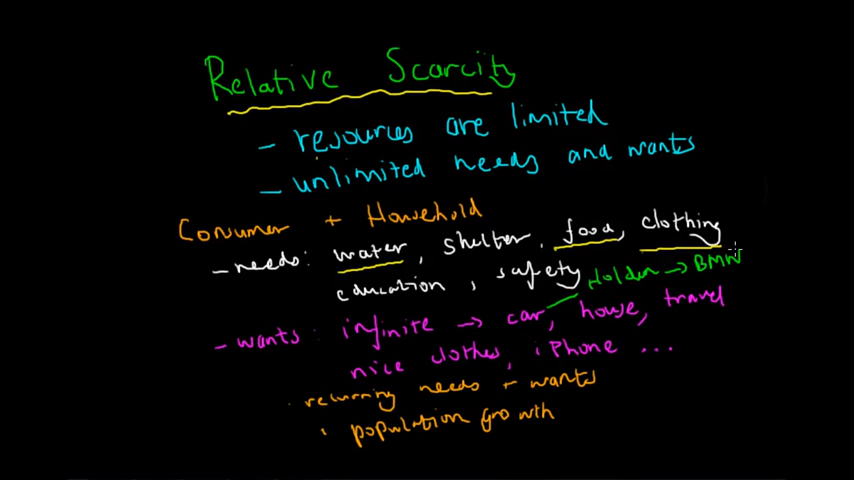 Relative Scarcity
- resources are limited
- unlimited needs and wants
Consumer + Household
- needs: water, shelter, food, clothing
education, safety
Holden → BMW
- wants: infinite → car, house, travel
nice clothes, iPhone ...
. recurring needs + wants
. population growth